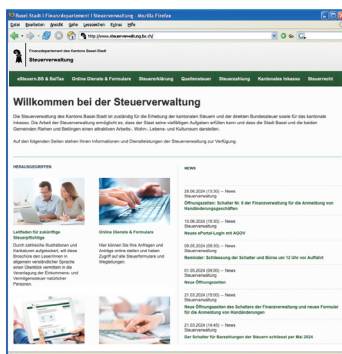 Basel Stadt | Finanzdepartement | Steuerverwaltung - Mozilla Firefox
Datei Bearbeiten Ansicht Gehe Lesezeichen Extras Hilfe
http://www.steuerverwaltung.bs.ch/
Go
Finanzdepartement des Kantons Basel-Stadt
Steuerverwaltung
eSteuern.BS & BalTax Online Dienste & Formulare Steuererklärung Quellensteuer Steuerzahlung Kantonales Inkasso Steuerrecht
Willkommen bei der Steuerverwaltung
Die Steuerverwaltung des Kantons Basel-Stadt ist zuständig für die Erhebung der kantonalen Steuern und der direkten Bundessteuer sowie für das kantonale
Inkasso. Die Arbeit der Steuerverwaltung ermöglicht es, dass der Staat seine vielfältigen Aufgaben erfüllen kann und dass die Stadt Basel und die beiden
Gemeinden Riehen und Bettingen einen attraktiven Arbeits-, Wohn-, Lebens- und Kulturraum darstellen.
Auf den folgenden Seiten stehen Ihnen Informationen und Dienstleistungen der Steuerverwaltung zur Verfügung.
HERAUSGEGRIFFEN
Leitfaden für zukünftige
Steuerpflichtige
Durch zahlreiche Illustrationen und
Karikaturen aufgelockert, will diese
Broschüre den LeserInnen in
allgemein verständlicher Sprache
einen Überblick vermitteln in die
Veranlagung der Einkommens- und
Vermögenssteuer natürlicher
Personen.
Online Dienste & Formulare
Hier können Sie Ihre Anfragen und
Anträge online stellen und haben
Zugriff auf alle Steuerformulare und
Wegleitungen.
NEWS
28.06.2024 (13:30) – News
Steuerverwaltung
Öffnungszeiten: Schalter Nr. 8 der Finanzverwaltung für die Anmeldung von
Handänderungsgeschäften
10.06.2024 (15:30) – News
Steuerverwaltung
Neues ePortal-Login mit AGOV
09.05.2024 (08:30) – News
Steuerverwaltung
Reminder: Schliessung der Schalter und Büros um 12 Uhr vor Auffahrt
01.05.2024 (09:00) – News
Steuerverwaltung
Neue Öffnungszeiten
21.03.2024 (15:00) – News
Steuerverwaltung
Neue Öffnungszeiten des Schalters der Finanzverwaltung und neues Formular
für die Anmeldung von Handänderungen
21.03.2024 (14:45) – News
Steuerverwaltung
Der Schalter für Barzahlungen der Steuern schliesst per Mai 2024